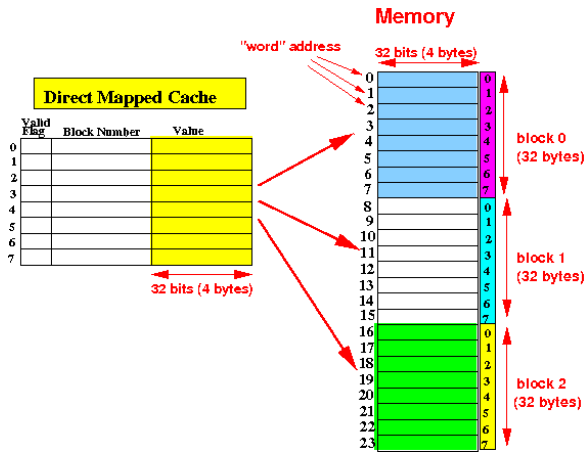 Memory
"word" address
32 bits (4 bytes)
Direct Mapped Cache
Valid
Flag Block Number Value
0
1
2
3
4
5
6
7
32 bits (4 bytes)
0 0
1 1
2 2
3 3
4 4
5 5
6 6
7 7
block 0
(32 bytes)
8 0
9 1
10 2
11 3
12 4
13 5
14 6
15 7
block 1
(32 bytes)
16 0
17 1
18 2
19 3
20 4
21 5
22 6
23 7
block 2
(32 bytes)